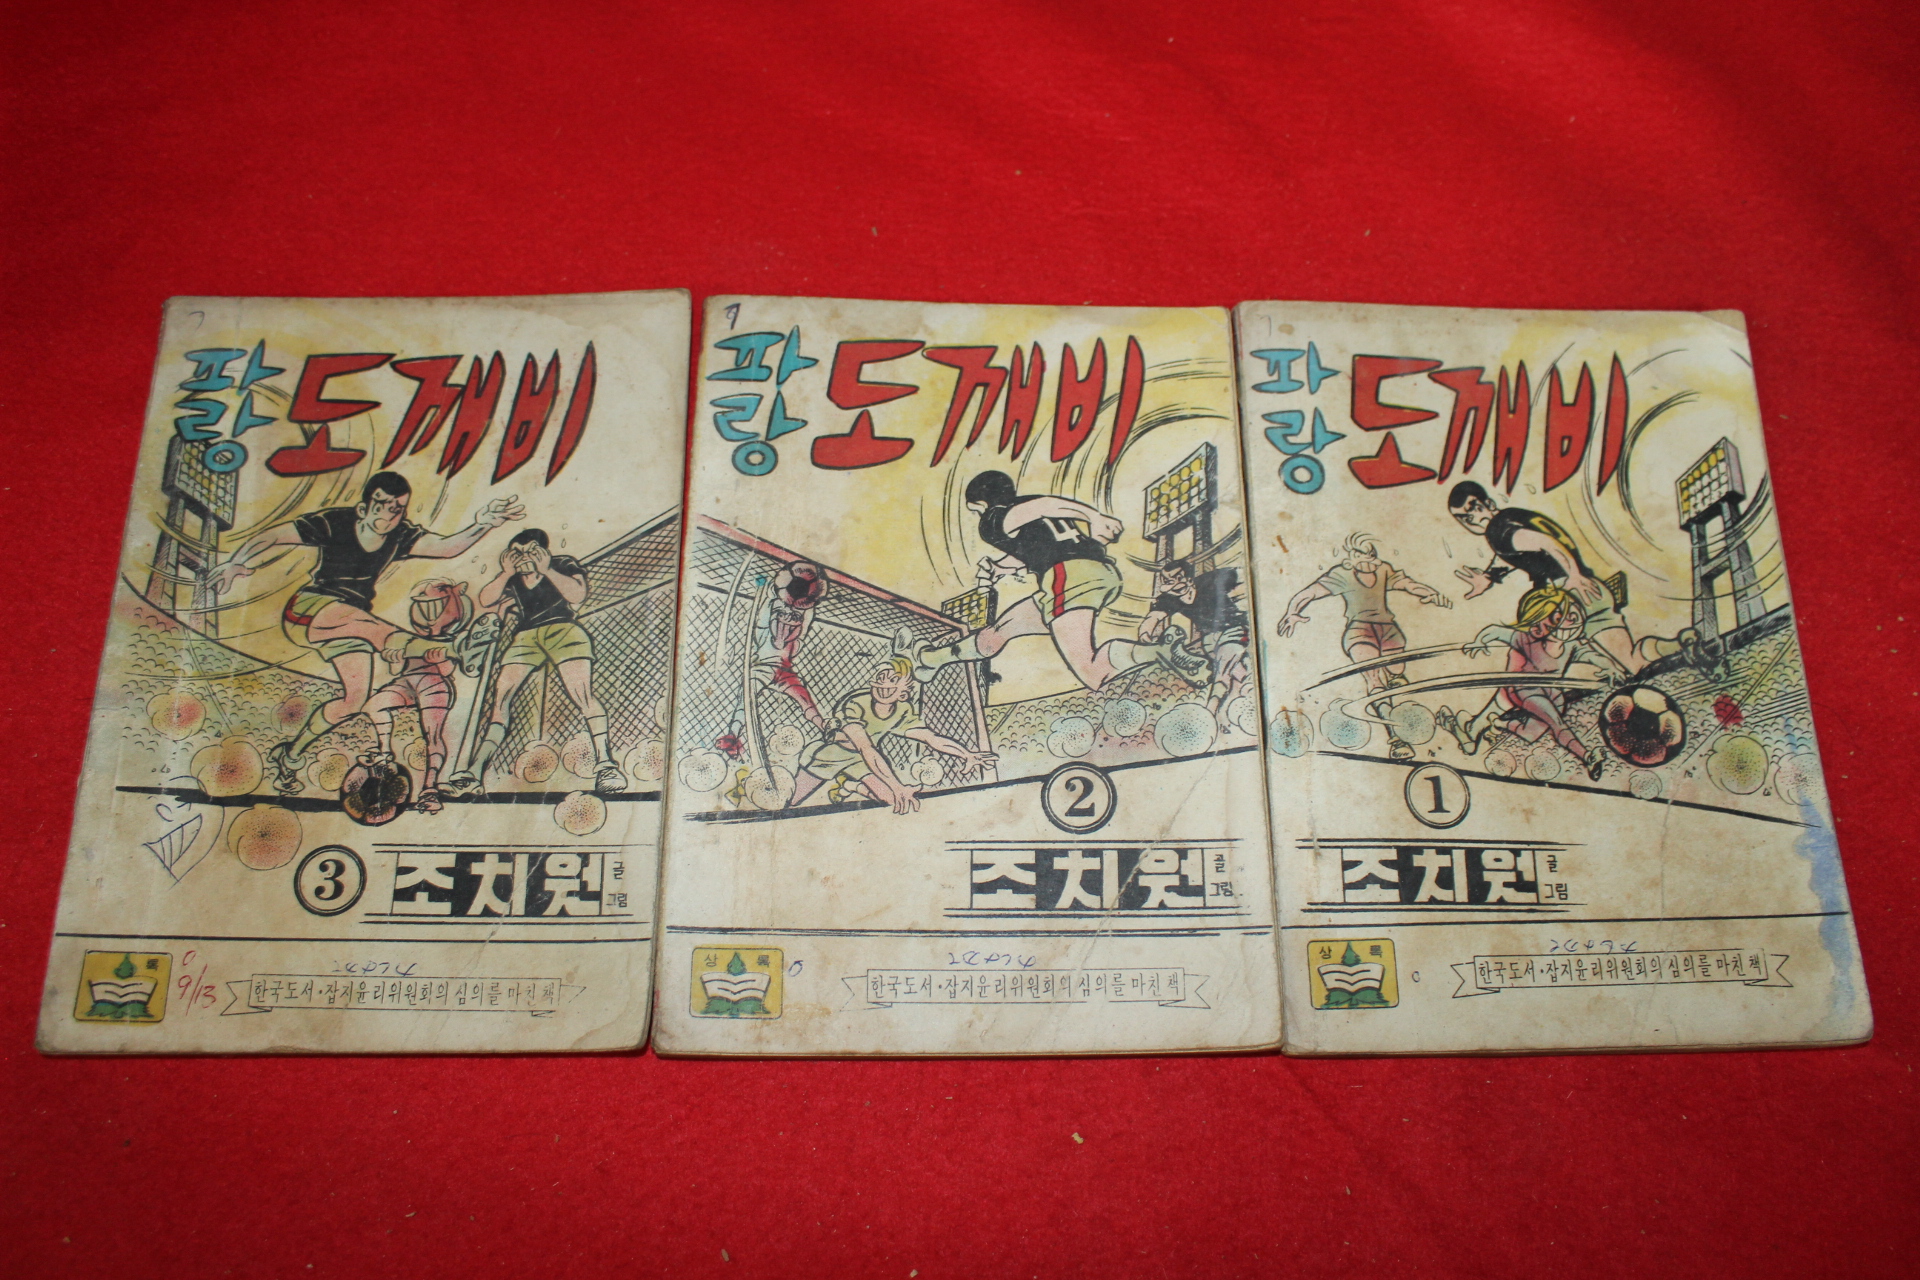 파랑 도깨비
3 조치원 글 그림
9/13
한국도서·잡지윤리위원회의 심의를 마친 책
파랑 도깨비
4
2
조치원 글 그림
상록
한국도서·잡지윤리위원회의 심의를 마친 책
파랑 도깨비
1
조치원 글 그림
상록
한국도서·잡지윤리위원회의 심의를 마친 책